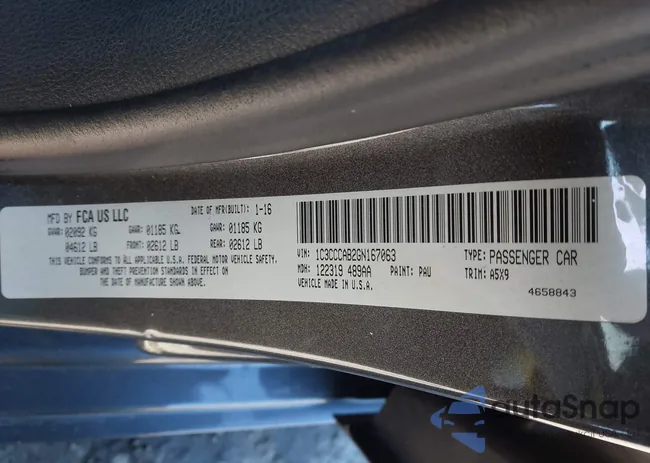 MFD BY FCA US LLC DATE OF MFR(BUILT): 1-16
GVWR: 02092 KG GAWR: 01185 KG GAWR: 01185 KG
04612 LB FRONT: 02612 LB REAR: 02612 LB
THIS VEHICLE CONFORMS TO ALL APPLICABLE U.S.A. FEDERAL MOTOR VEHICLE SAFETY,
BUMPER AND THEFT PREVENTION STANDARDS IN EFFECT ON
THE DATE OF MANUFACTURE SHOWN ABOVE.
VIN: 1C3CCCAB2GN167063 TYPE: PASSENGER CAR
MDH: 122319 489AA PAINT: PAU TRIM: A5X9
VEHICLE MADE IN U.S.A.
4658843
autoSnap